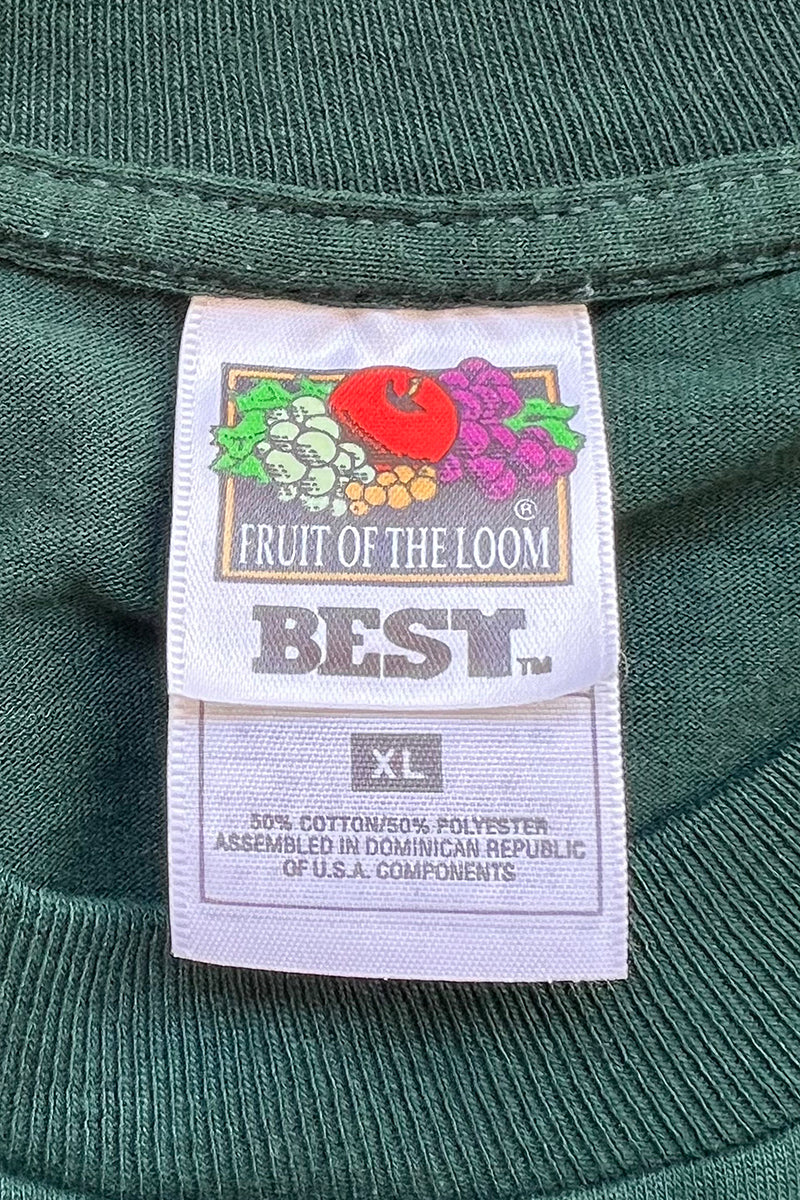 ®
FRUIT OF THE LOOM
BEST™
XL
50% COTTON/50% POLYESTER
ASSEMBLED IN DOMINICAN REPUBLIC
OF U.S.A. COMPONENTS